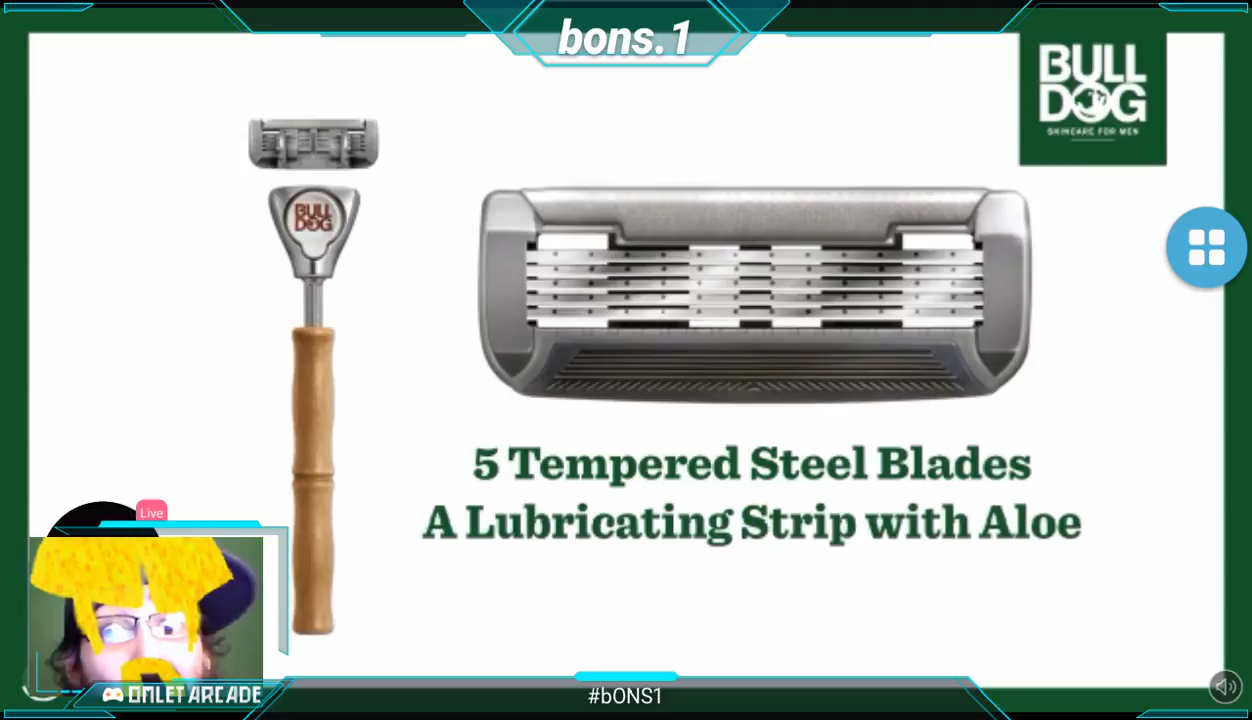 bons.1
BULL
DOG
SKINCARE FOR MEN
BULL
DOG
5 Tempered Steel Blades
A Lubricating Strip with Aloe
Live
OMLET ARCADE
#bONS1